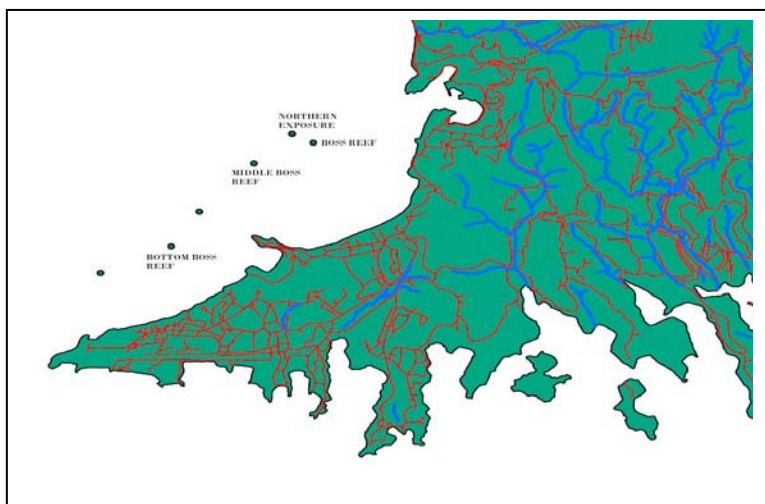 NORTHERN
EXPOSURE
BOSS REEF
MIDDLE BOSS
REEF
BOTTOM BOSS
REEF